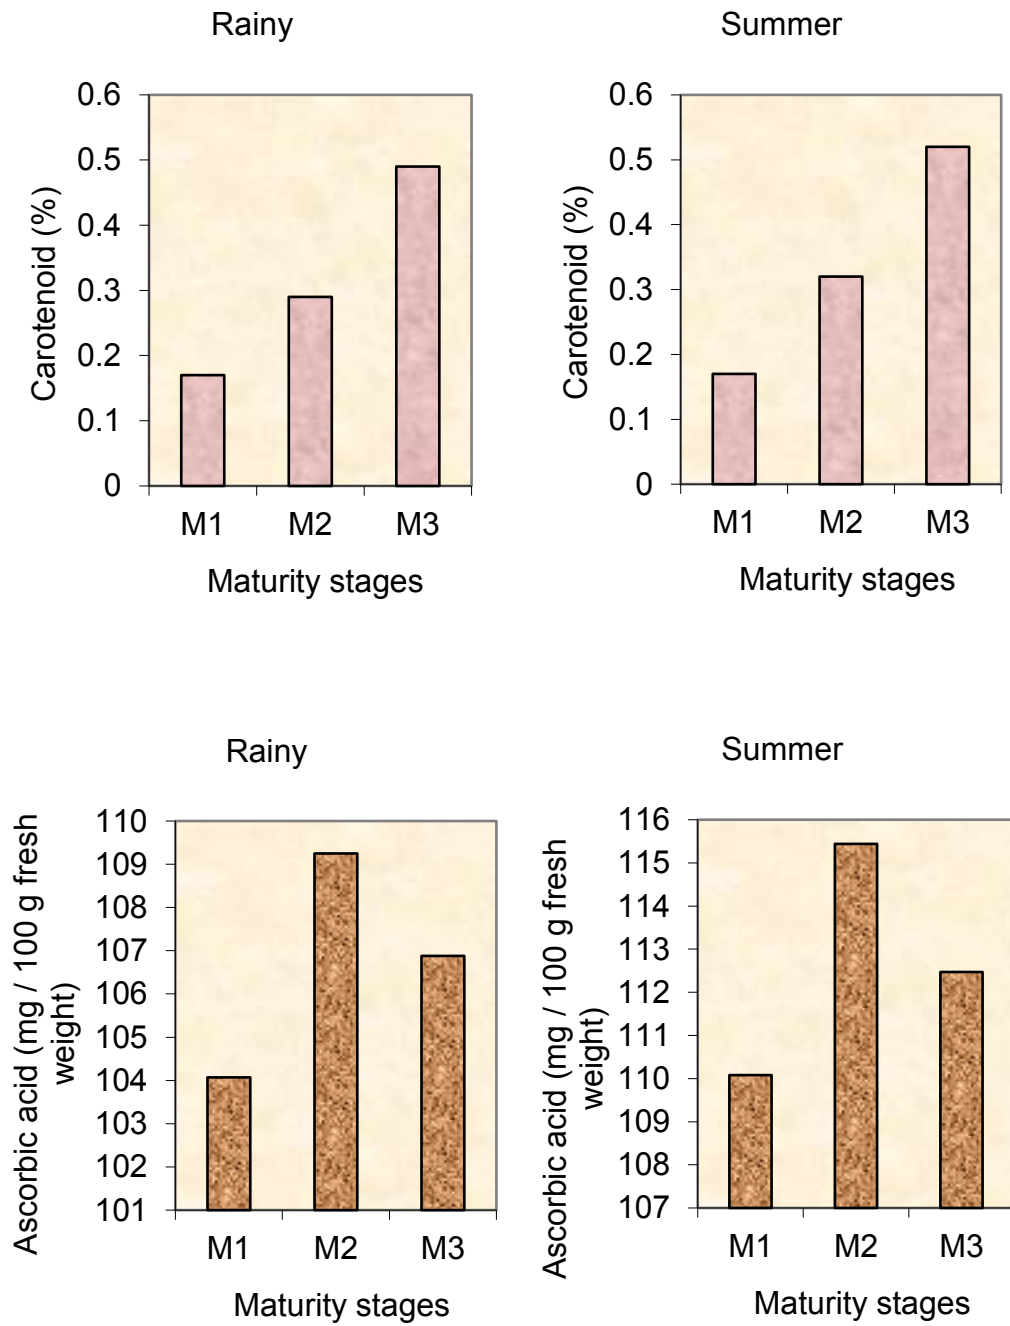 Rainy
Carotenoid (%)
0.6
0.5
0.4
0.3
0.2
0.1
0
M1 M2 M3
Maturity stages
Summer
Carotenoid (%)
0.6
0.5
0.4
0.3
0.2
0.1
0
M1 M2 M3
Maturity stages
Rainy
Ascorbic acid (mg / 100 g fresh
weight)
110
109
108
107
106
105
104
103
102
101
M1 M2 M3
Maturity stages
Summer
Ascorbic acid (mg / 100 g fresh
weight)
116
115
114
113
112
111
110
109
108
107
M1 M2 M3
Maturity stages